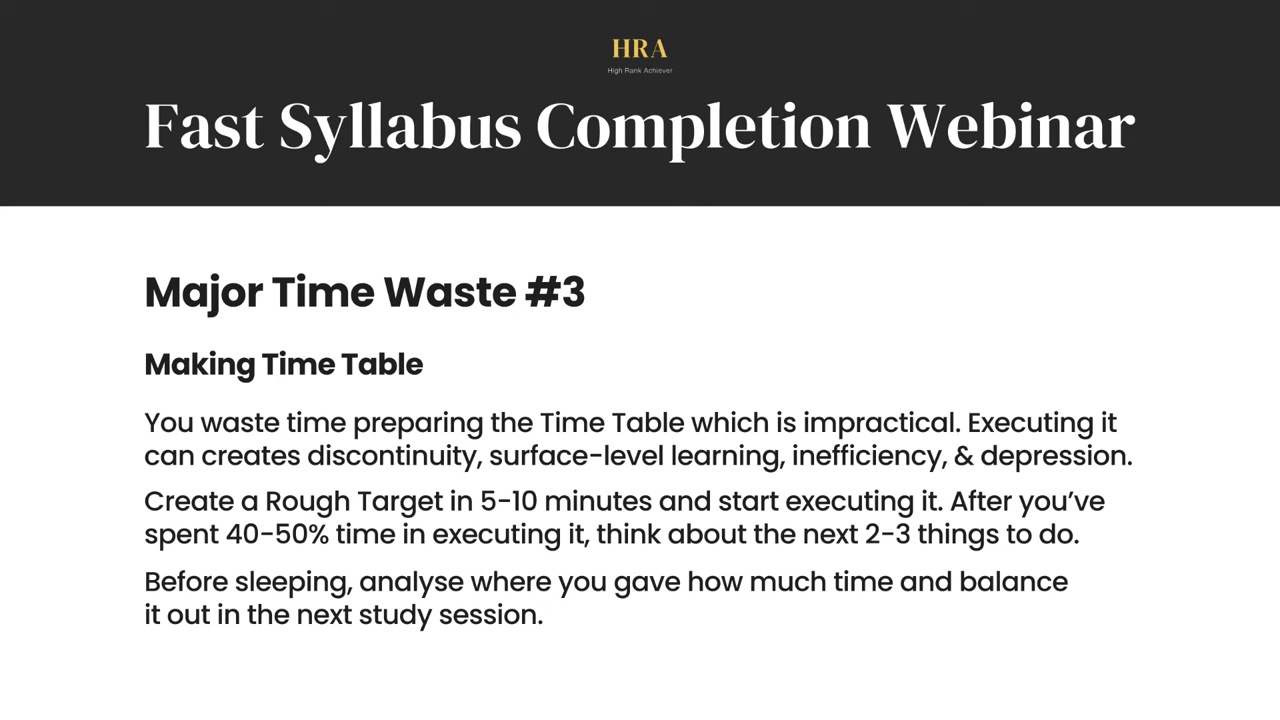 HRA
High Rank Achiever
Fast Syllabus Completion Webinar
Major Time Waste #3
Making Time Table
You waste time preparing the Time Table which is impractical. Executing it
can creates discontinuity, surface-level learning, inefficiency, & depression.
Create a Rough Target in 5-10 minutes and start executing it. After you’ve
spent 40-50% time in executing it, think about the next 2-3 things to do.
Before sleeping, analyse where you gave how much time and balance
it out in the next study session.